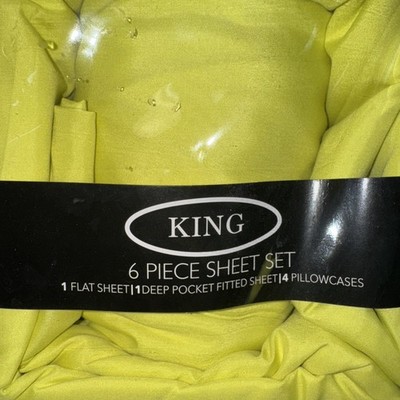 KING
6 PIECE SHEET SET
1 FLAT SHEET|1 DEEP POCKET FITTED SHEET|4 PILLOWCASES